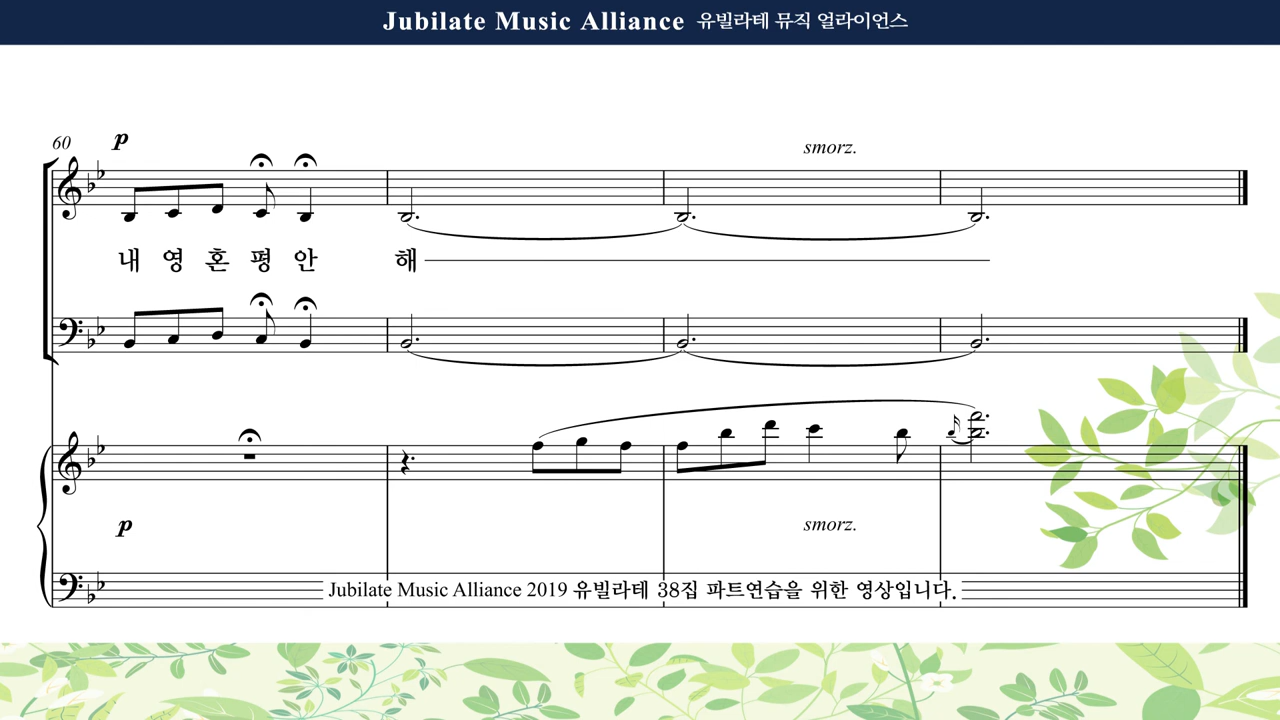 Jubilate Music Alliance 유빌라테 뮤직 얼라이언스
60
p
smorz.
내 영 혼 평 안 해
p
smorz.
Jubilate Music Alliance 2019 유빌라테 38집 파트연습을 위한 영상입니다.